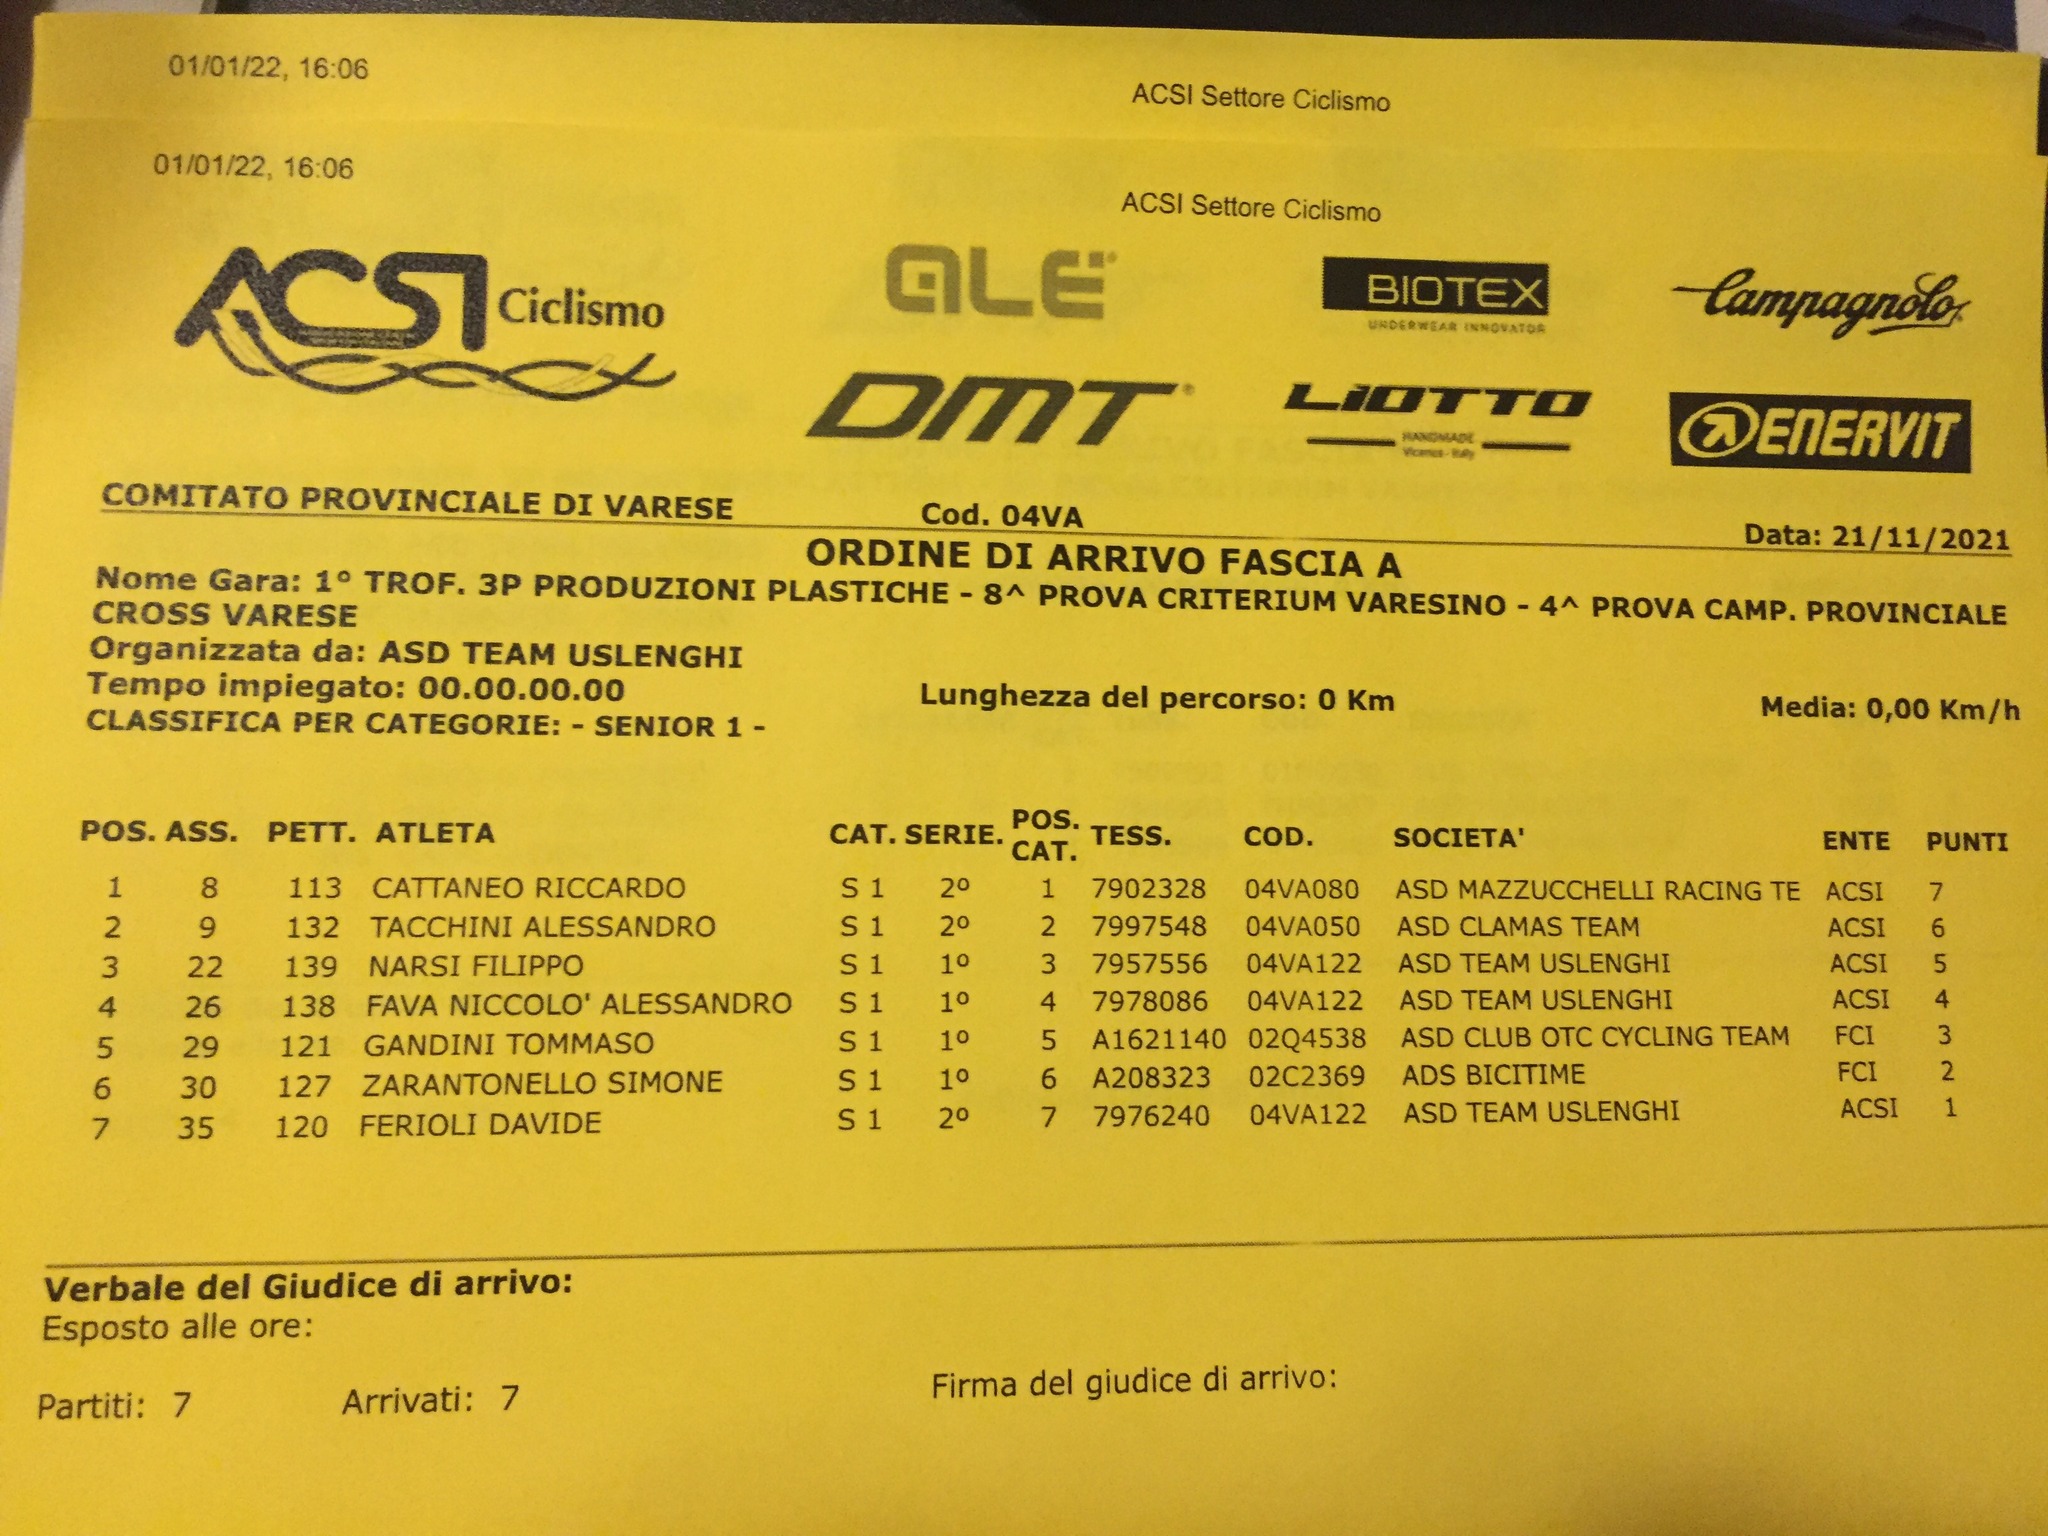 01/01/22, 16:06
ACSI Settore Ciclismo
01/01/22, 16:06
ACSI Settore Ciclismo
ACSI Ciclismo
ALÉ
BIOTEX
UNDERWEAR INNOVATOR
Campagnolo
DMT
LIOTTO
HANDMADE
Vicenza - Italy
ENERVIT
COMITATO PROVINCIALE DI VARESE Cod. 04VA Data: 21/11/2021
ORDINE DI ARRIVO FASCIA A
Nome Gara: 1° TROF. 3P PRODUZIONI PLASTICHE - 8^ PROVA CRITERIUM VARESINO - 4^ PROVA CAMP. PROVINCIALE
CROSS VARESE
Organizzata da: ASD TEAM USLENGHI
Tempo impiegato: 00.00.00.00 Lunghezza del percorso: 0 Km Media: 0,00 Km/h
CLASSIFICA PER CATEGORIE: - SENIOR 1 -
POS. ASS. PETT. ATLETA CAT. SERIE. POS. CAT. TESS. COD. SOCIETA' ENTE PUNTI
1 8 113 CATTANEO RICCARDO S 1 2º 1 7902328 04VA080 ASD MAZZUCCHELLI RACING TE ACSI 7
2 9 132 TACCHINI ALESSANDRO S 1 2º 2 7997548 04VA050 ASD CLAMAS TEAM ACSI 6
3 22 139 NARSI FILIPPO S 1 1º 3 7957556 04VA122 ASD TEAM USLENGHI ACSI 5
4 26 138 FAVA NICCOLO' ALESSANDRO S 1 1º 4 7978086 04VA122 ASD TEAM USLENGHI ACSI 4
5 29 121 GANDINI TOMMASO S 1 1º 5 A1621140 02Q4538 ASD CLUB OTC CYCLING TEAM FCI 3
6 30 127 ZARANTONELLO SIMONE S 1 1º 6 A208323 02C2369 ADS BICITIME FCI 2
7 35 120 FERIOLI DAVIDE S 1 2º 7 7976240 04VA122 ASD TEAM USLENGHI ACSI 1
Verbale del Giudice di arrivo:
Esposto alle ore:
Partiti: 7 Arrivati: 7 Firma del giudice di arrivo: